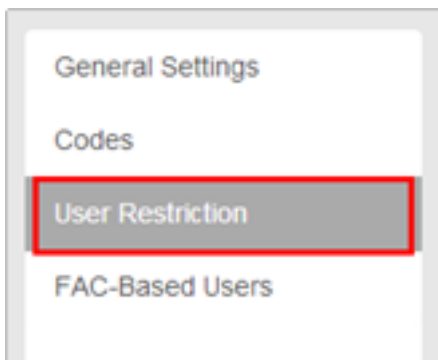 General Settings
Codes
User Restriction
FAC-Based Users